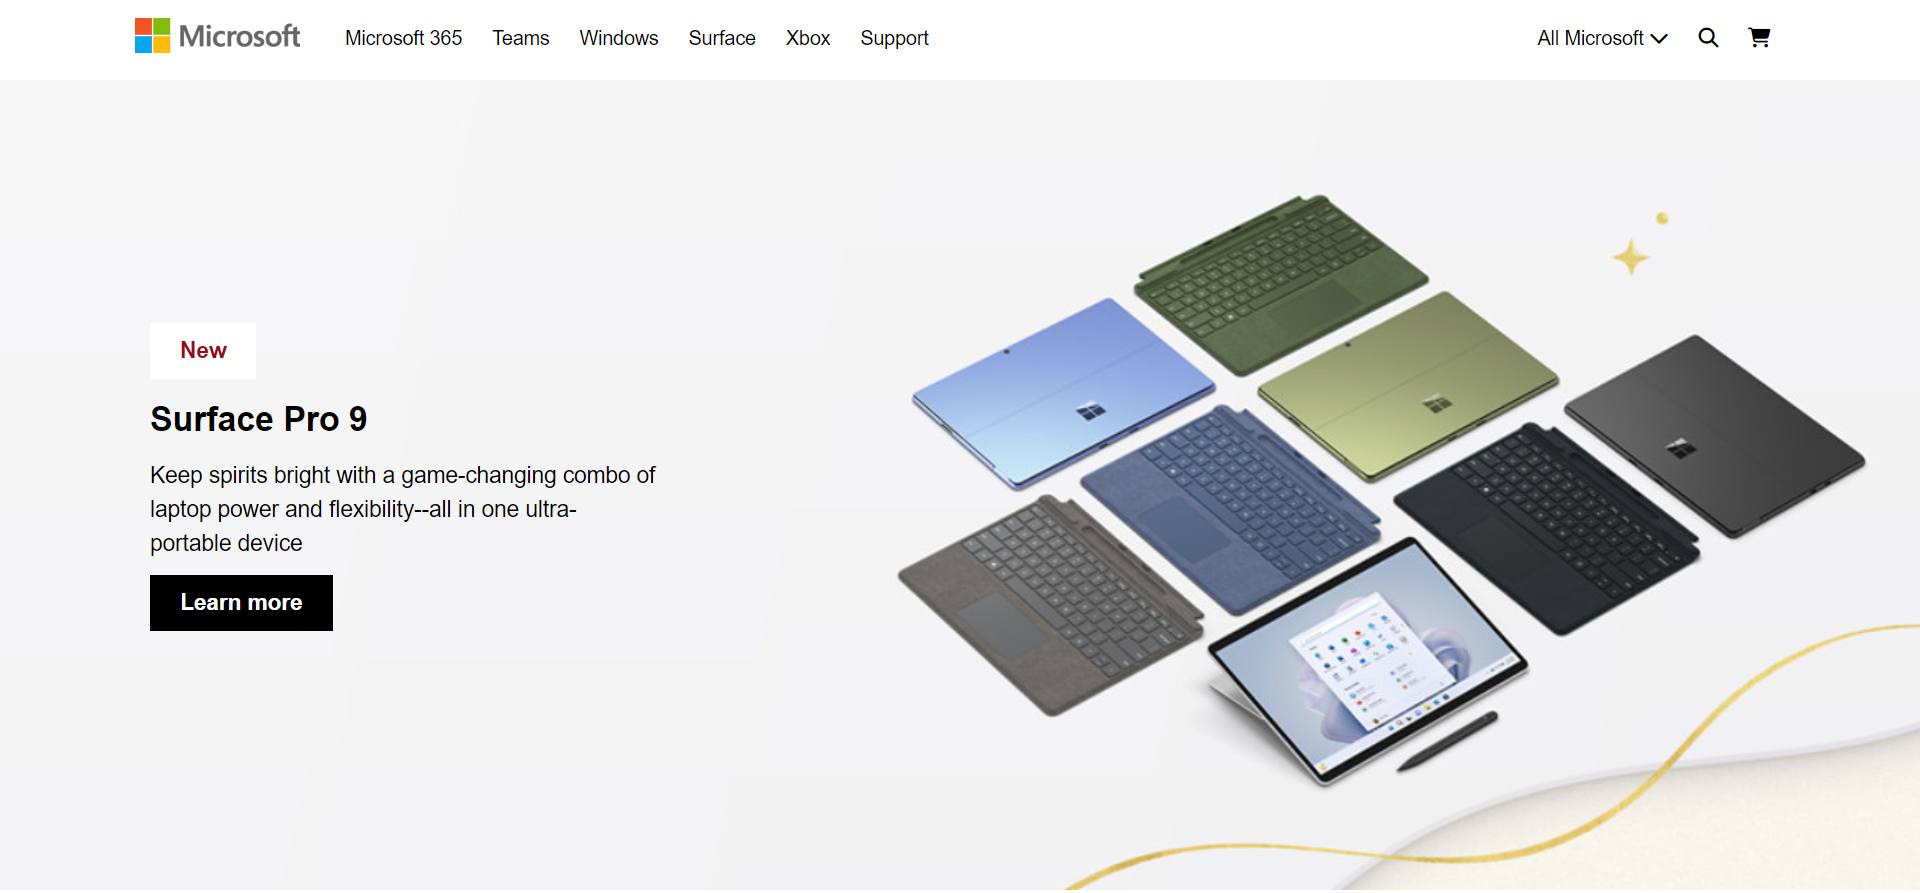 Microsoft
Microsoft 365 Teams Windows Surface Xbox Support
All Microsoft
New
Surface Pro 9
Keep spirits bright with a game-changing combo of
laptop power and flexibility--all in one ultra-
portable device
Learn more